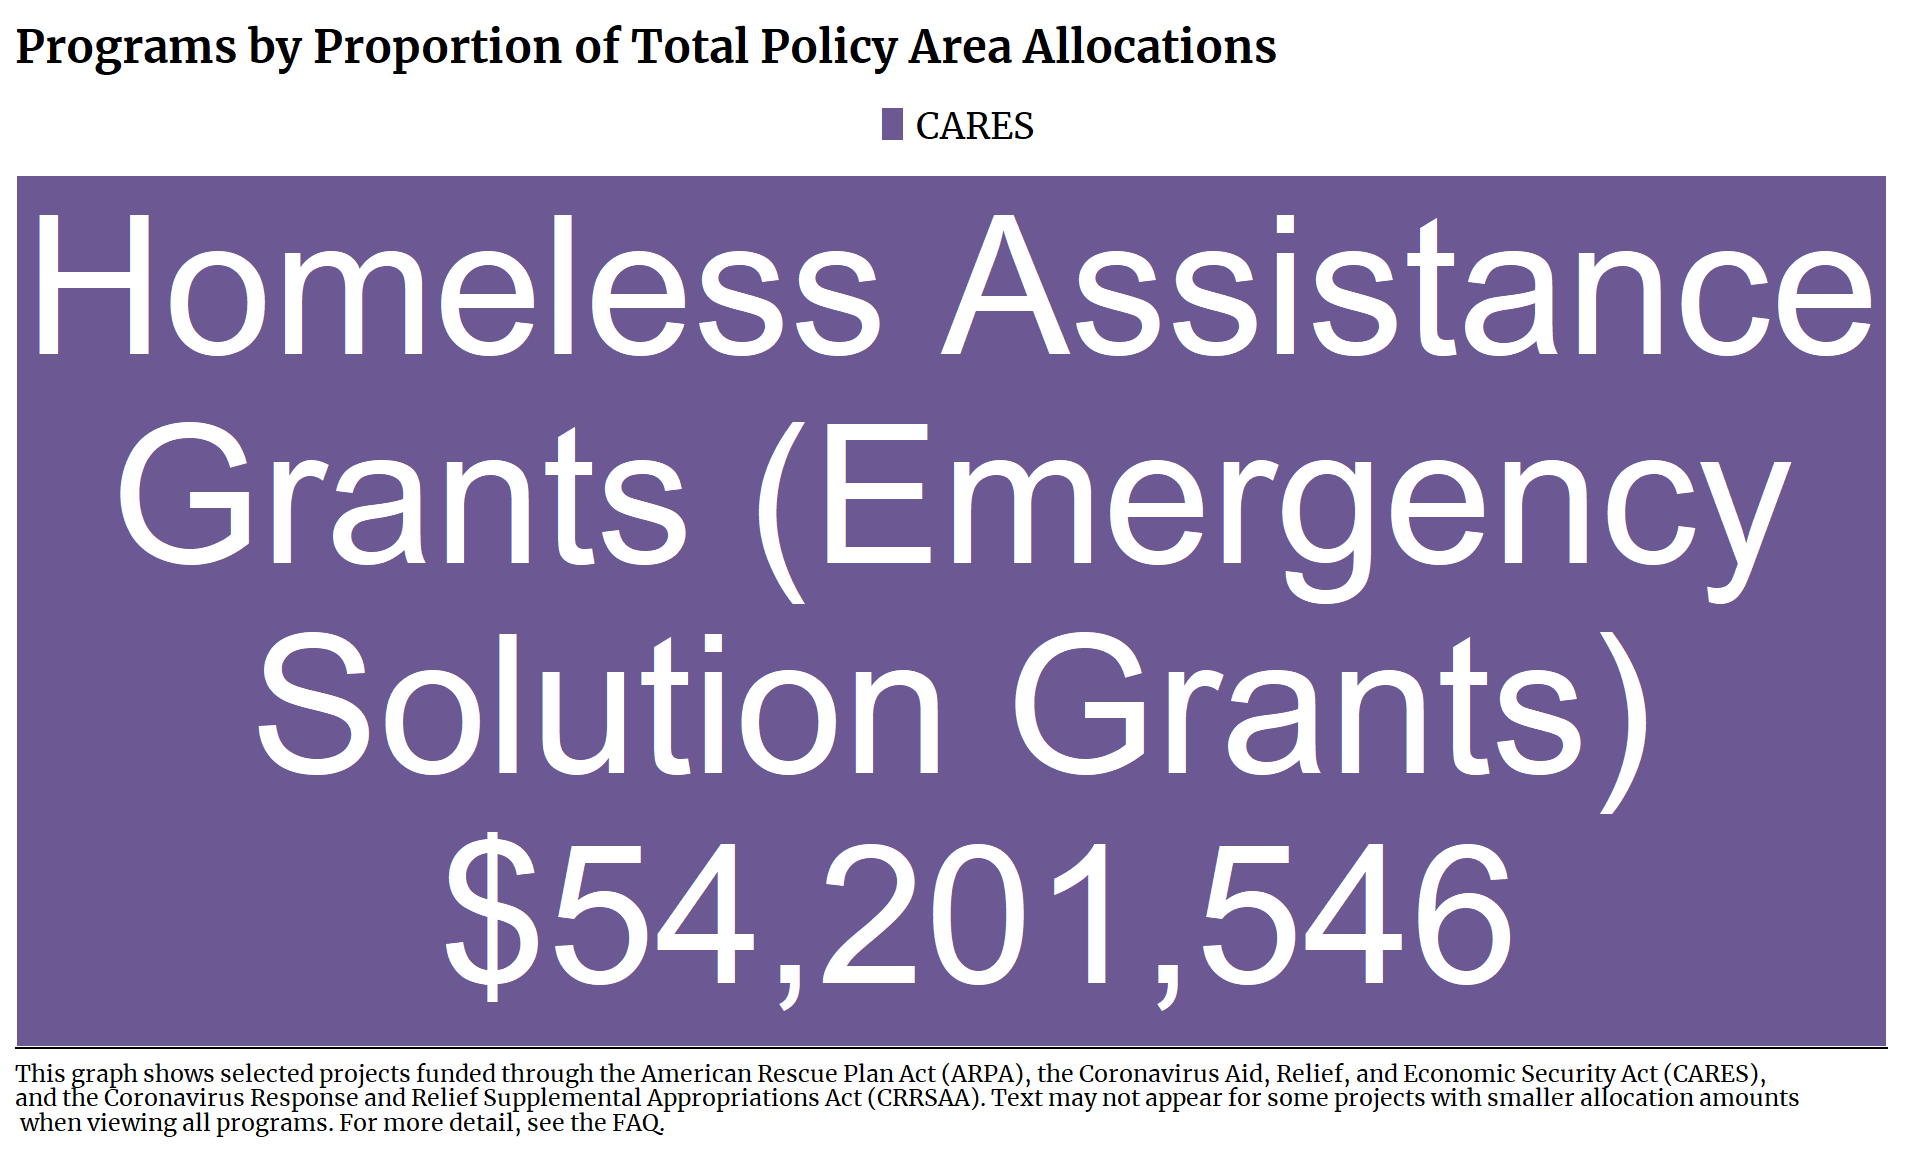 Programs by Proportion of Total Policy Area Allocations
CARES
Homeless Assistance
Grants (Emergency
Solution Grants)
$54,201,546
This graph shows selected projects funded through the American Rescue Plan Act (ARPA), the Coronavirus Aid, Relief, and Economic Security Act (CARES),
and the Coronavirus Response and Relief Supplemental Appropriations Act (CRRSAA). Text may not appear for some projects with smaller allocation amounts
when viewing all programs. For more detail, see the FAQ.